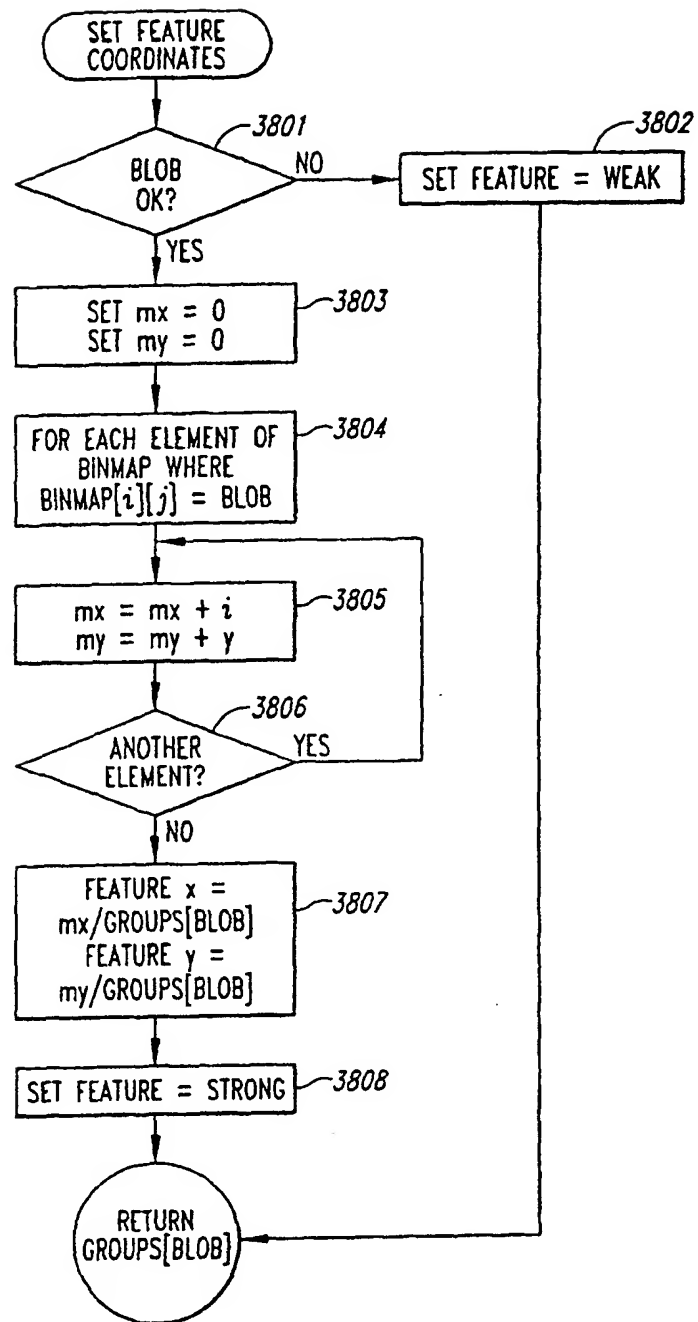 SET FEATURE
COORDINATES
3801
BLOB
OK?
NO
3802
SET FEATURE = WEAK
YES
SET mx = 0
SET my = 0
3803
FOR EACH ELEMENT OF
BINMAP WHERE
BINMAP[i][j] = BLOB
3804
mx = mx + i
my = my + y
3805
3806
ANOTHER
ELEMENT?
YES
NO
FEATURE x =
mx/GROUPS[BLOB]
FEATURE y =
my/GROUPS[BLOB]
3807
SET FEATURE = STRONG
3808
RETURN
GROUPS[BLOB]